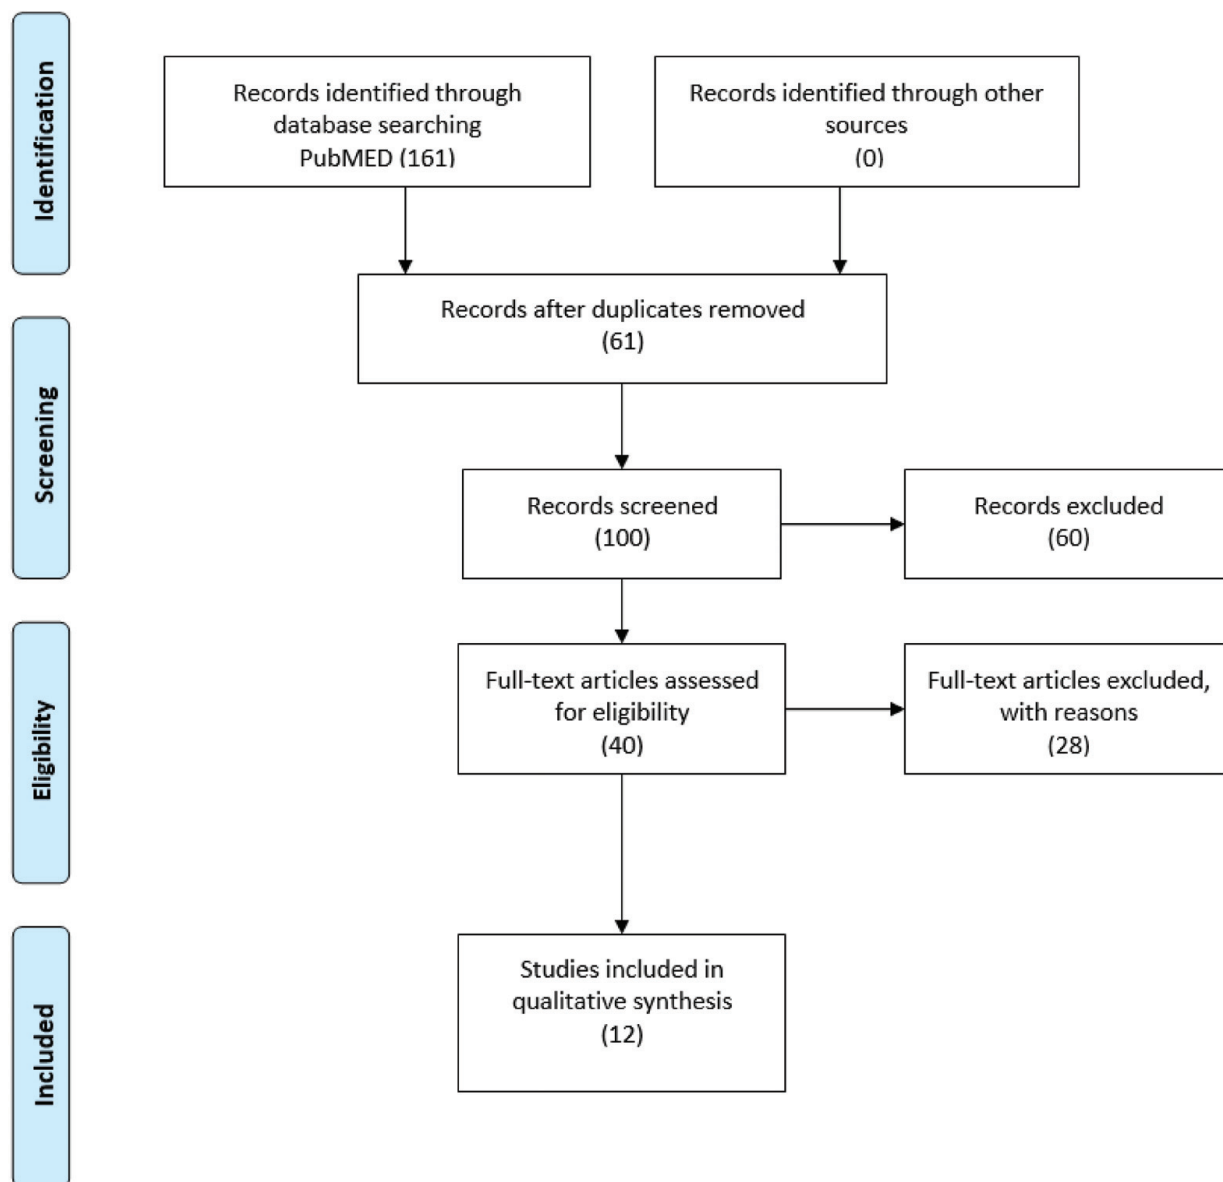 Identification
Records identified through
database searching
PubMED (161)
Records identified through other
sources
(0)
Records after duplicates removed
(61)
Screening
Records screened
(100)
Records excluded
(60)
Eligibility
Full-text articles assessed
for eligibility
(40)
Full-text articles excluded,
with reasons
(28)
Included
Studies included in
qualitative synthesis
(12)